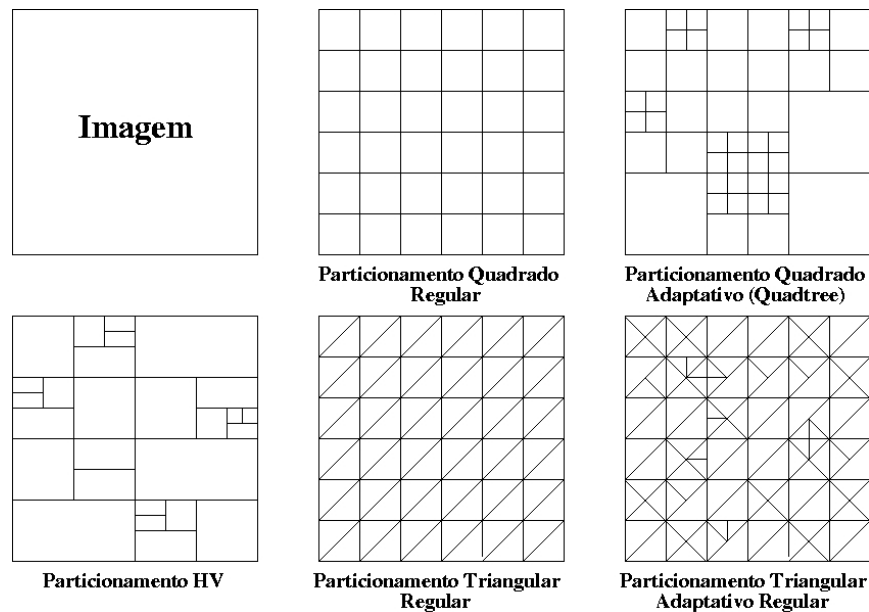 Imagem
Particionamento Quadrado
Regular
Particionamento Quadrado
Adaptativo (Quadtree)
Particionamento HV
Particionamento Triangular
Regular
Particionamento Triangular
Adaptativo Regular